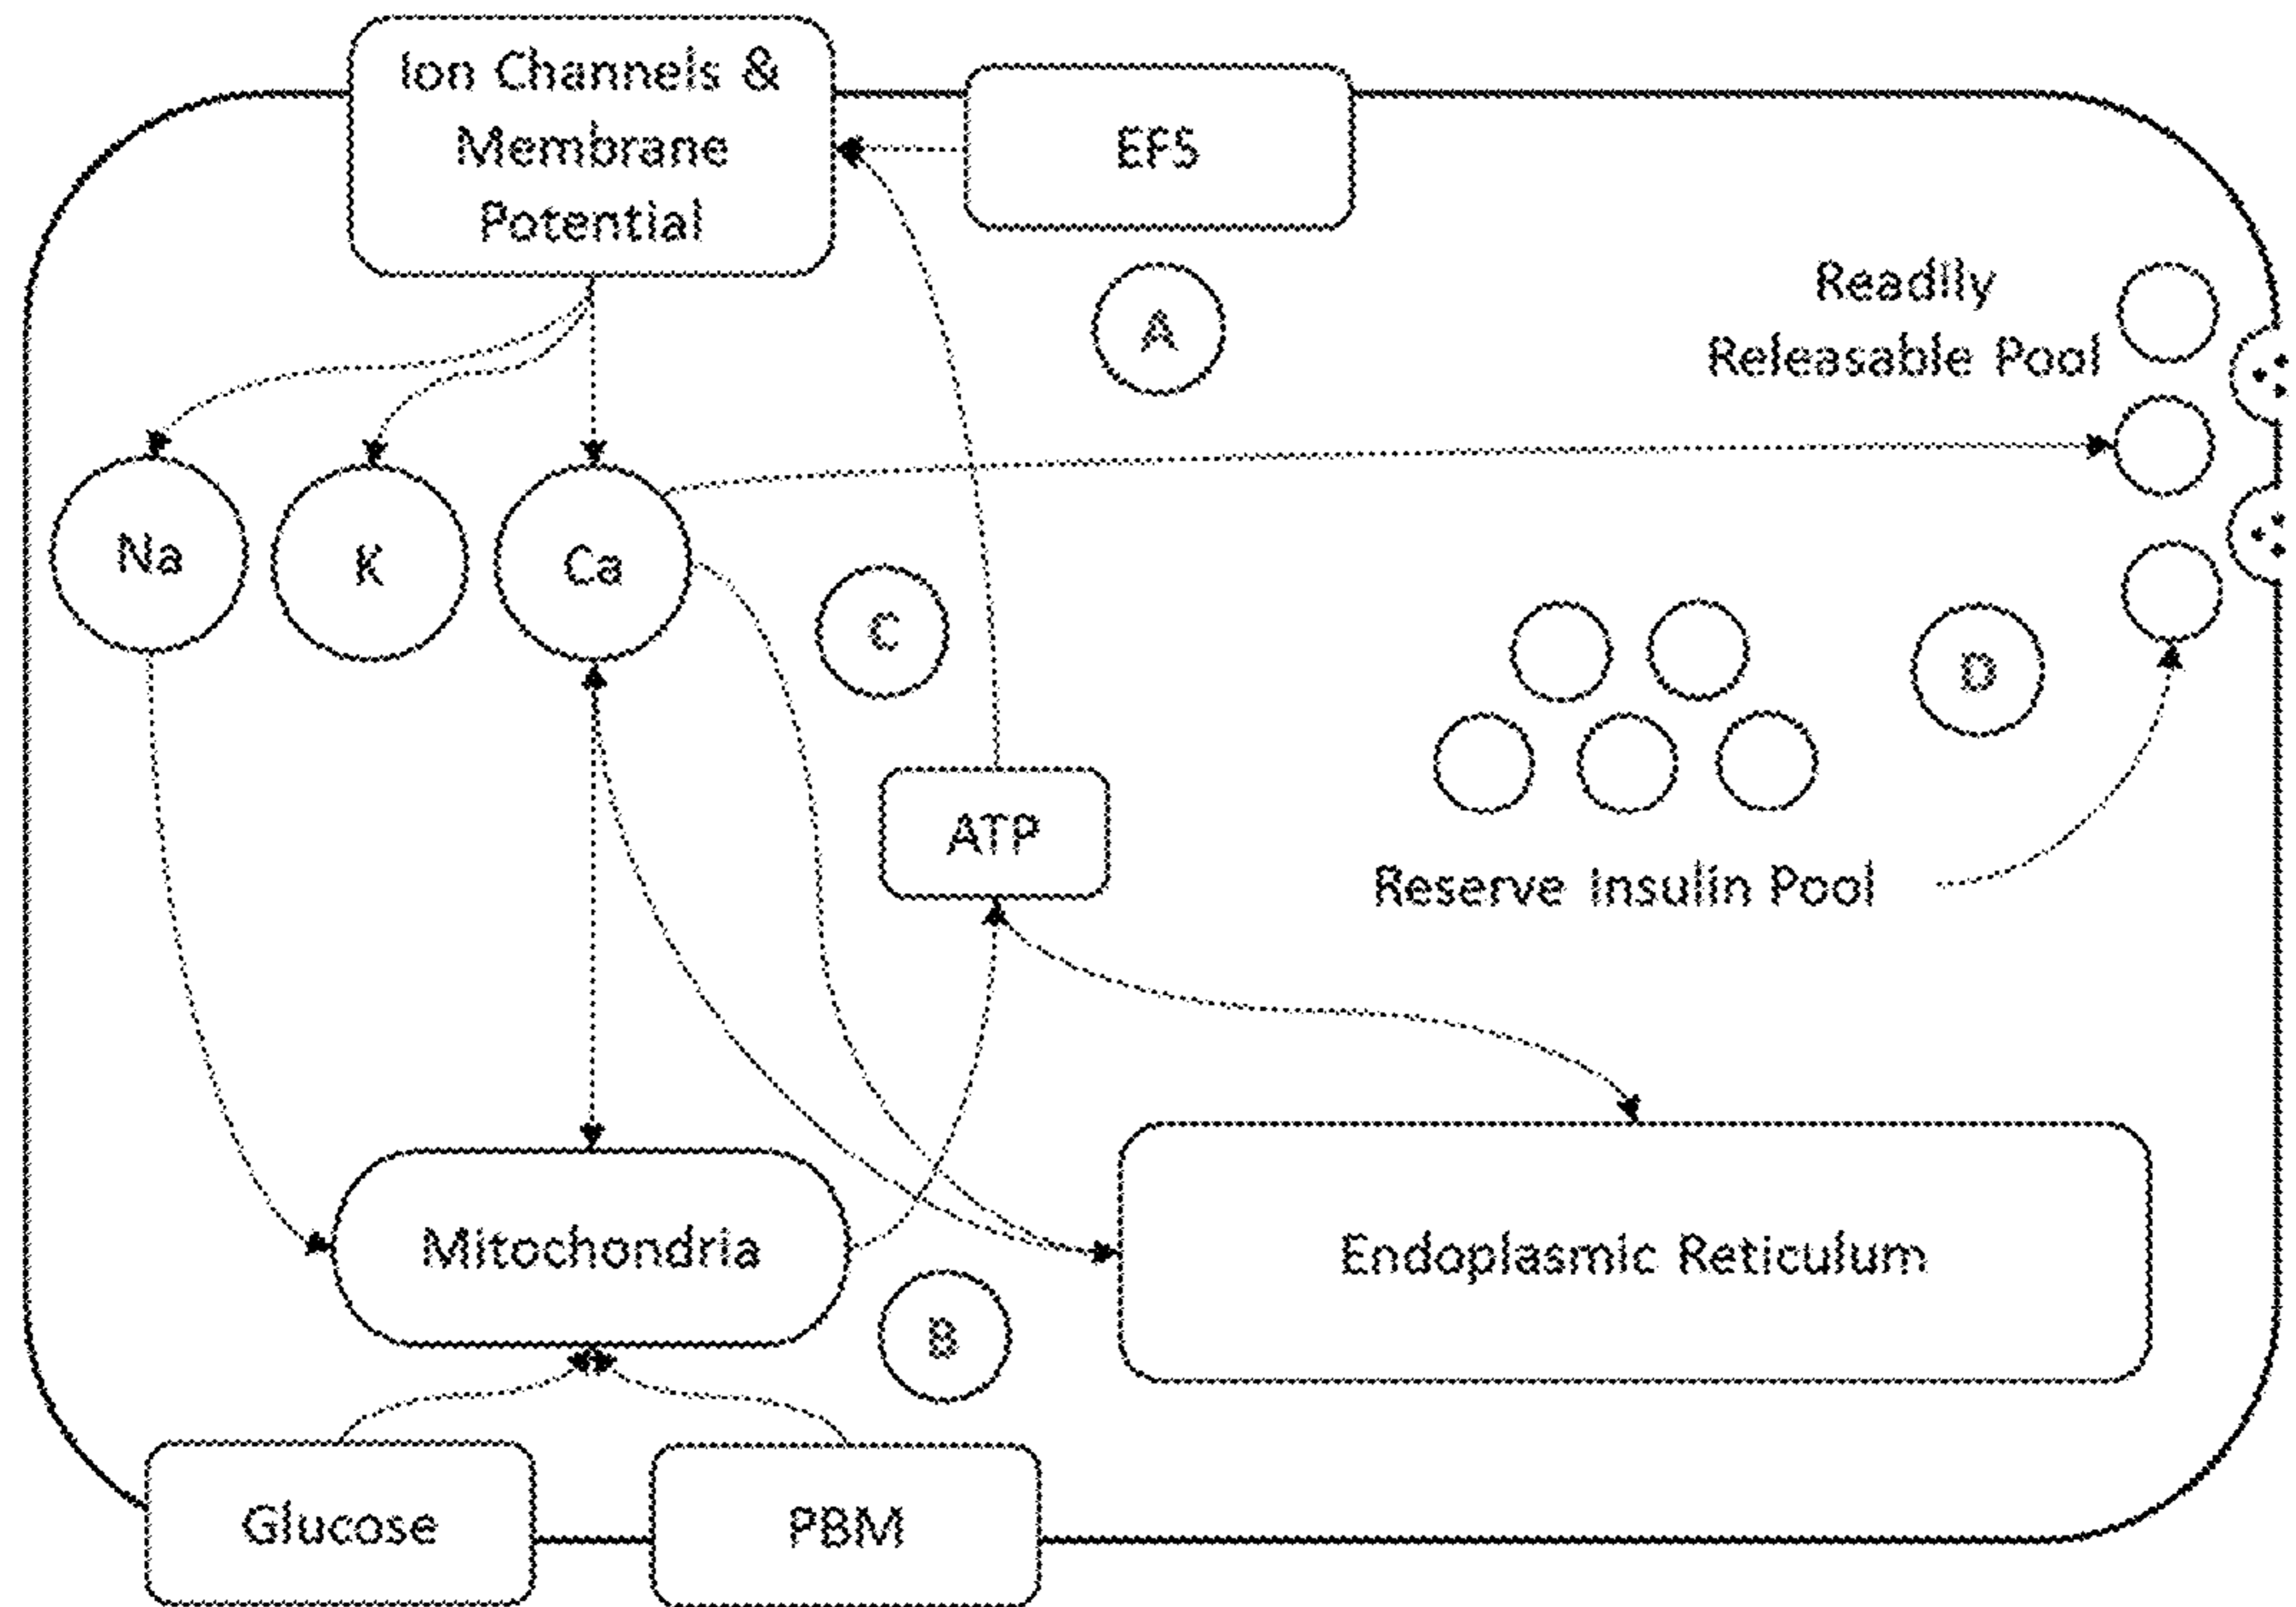 Ion Channels &
Membrane
Potential
EFS
A
Readily
Releasable Pool
Na
K
Ca
C
D
ATP
Reserve Insulin Pool
Mitochondria
Endoplasmic Reticulum
B
Glucose
PBM